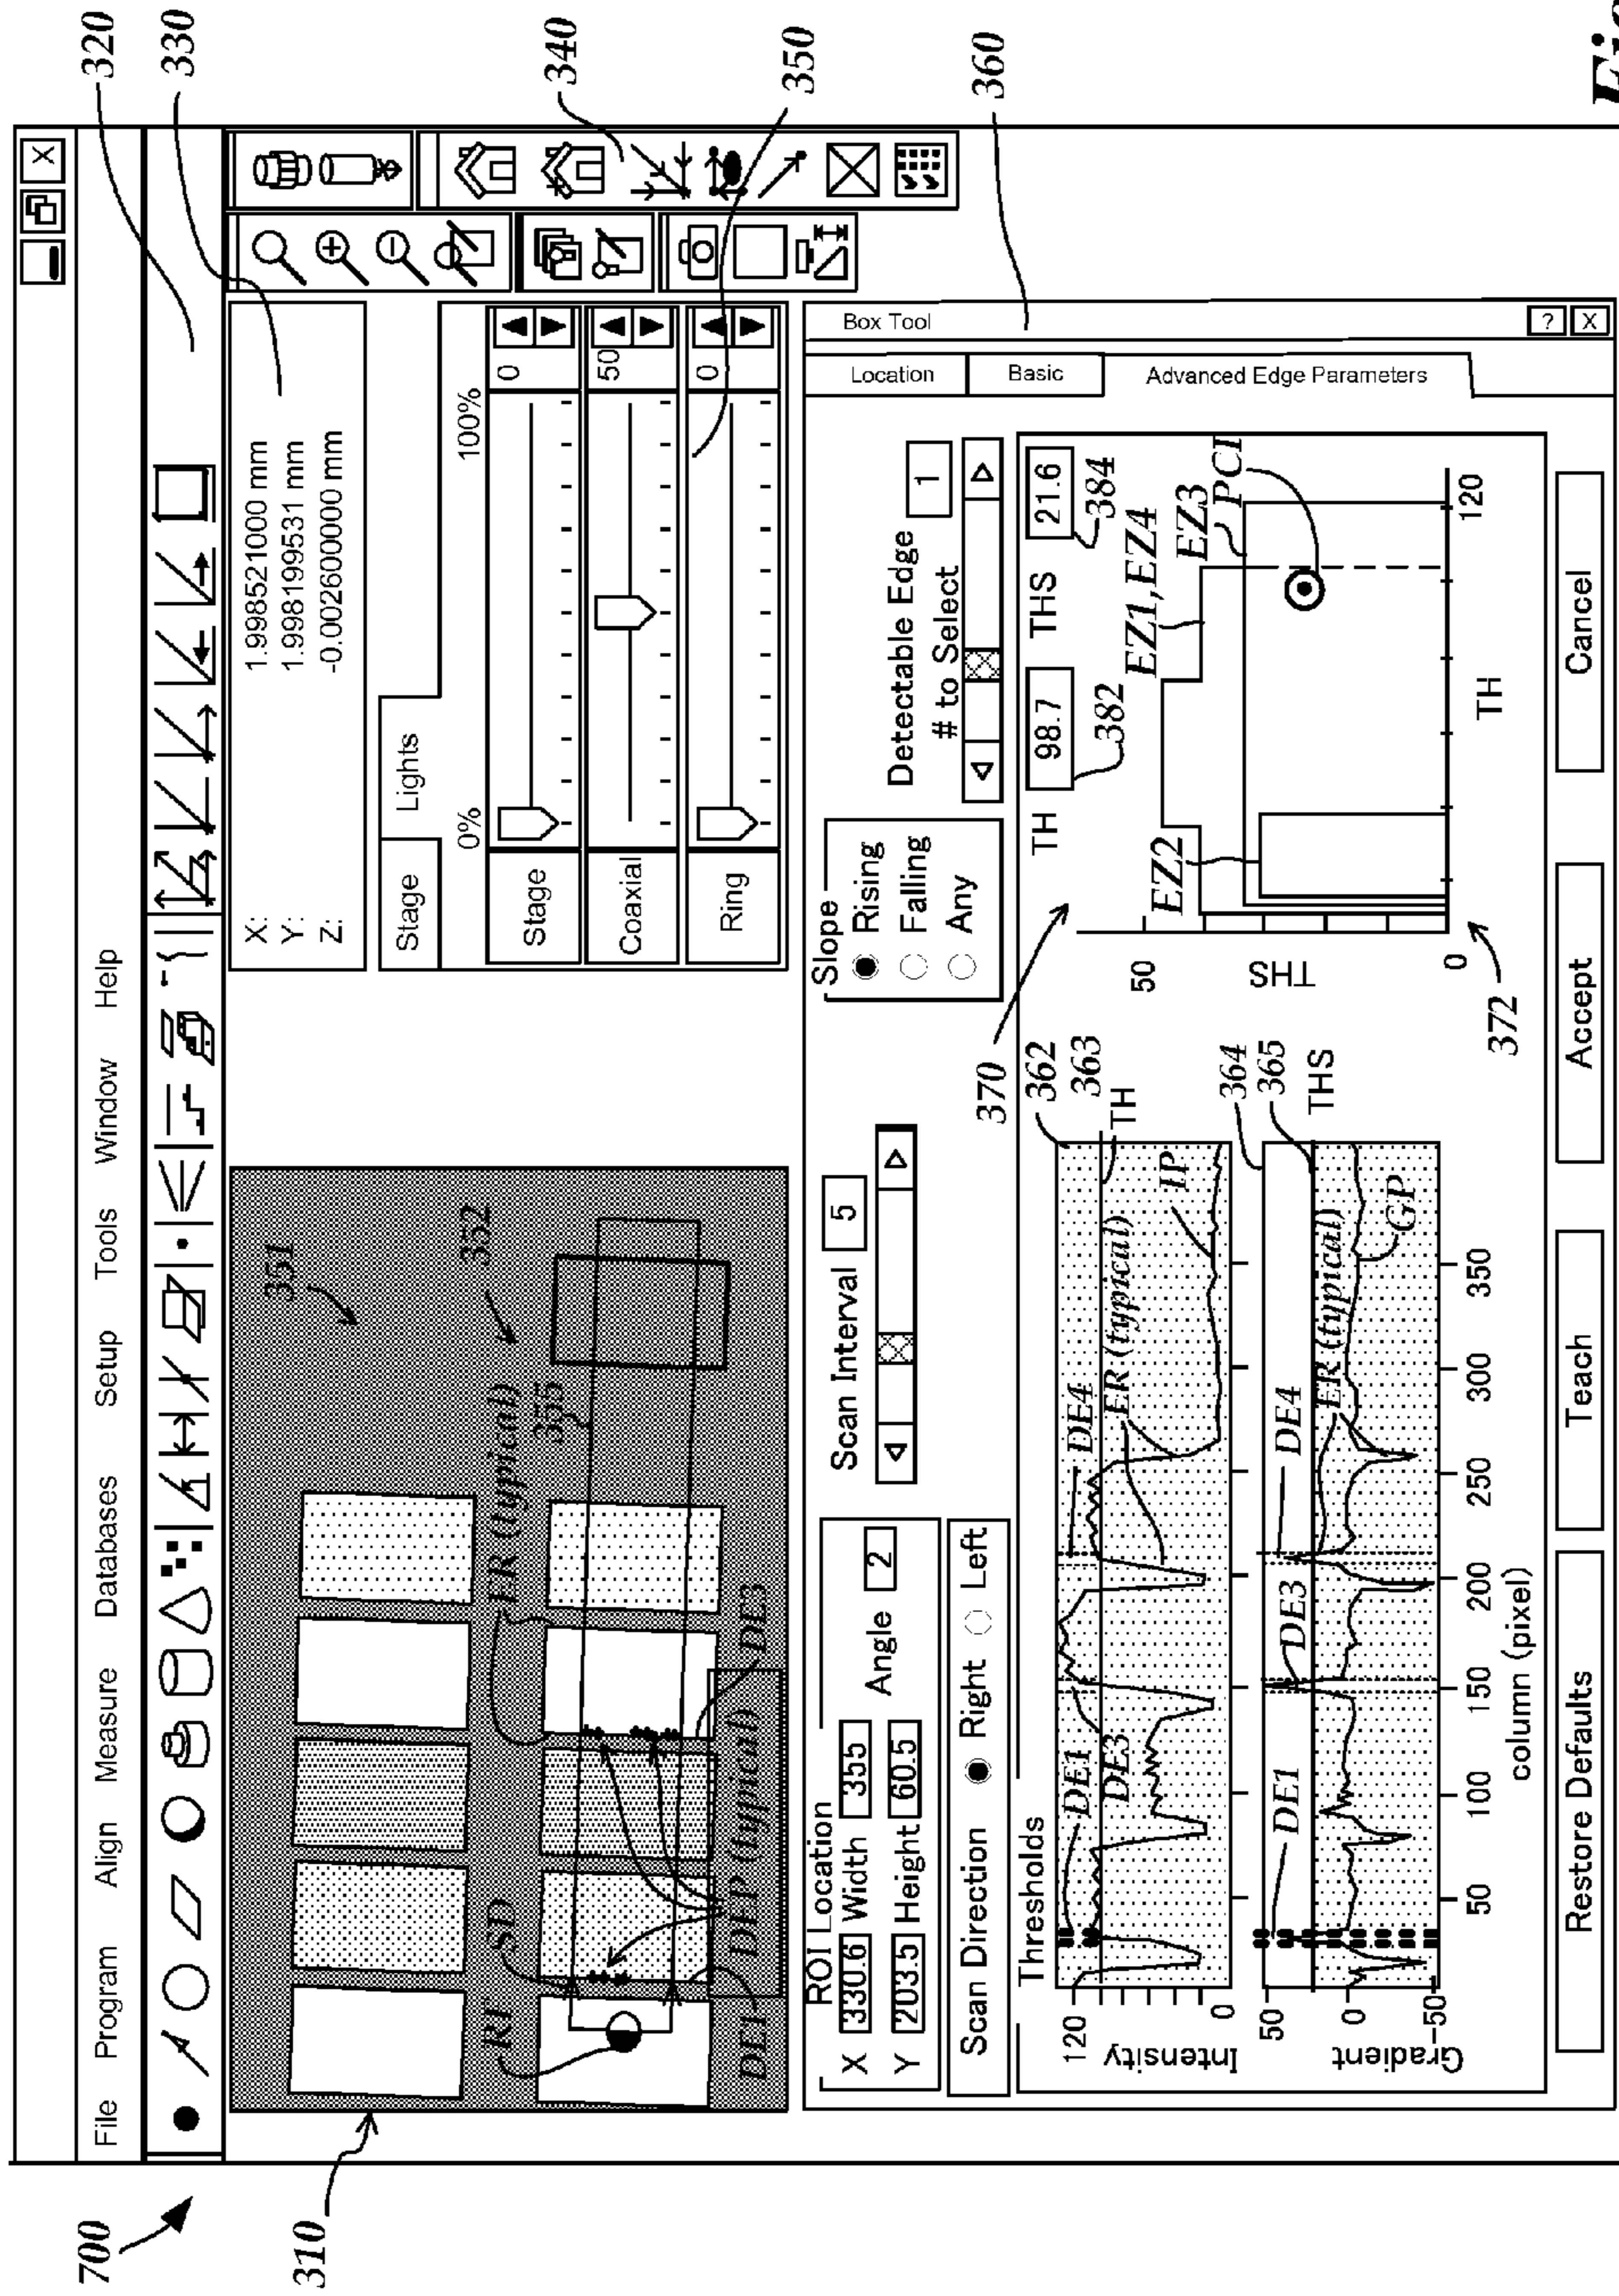 700
310
320
330
340
350
360
File Program Align Measure Databases Setup Tools Window Help
X
351
352
355
ER (typical)
RT
SD
DE1
DEP (typical)
DE3
X: 1.998521000 mm
Y: 1.998199531 mm
Z: -0.002600000 mm
Stage Lights
0% 100%
Stage 0
Coaxial 50
Ring 0
Box Tool
? X
Location
Basic
Advanced Edge Parameters
ROI Location
X 330.6 Width 355
Y 203.5 Height 60.5
Angle 2
Scan Interval 5
Scan Direction Right Left
Slope
Rising
Falling
Any
Detectable Edge
# to Select 1
Thresholds
370
362
363
TH
120
Intensity
0
DE1
DE3
DE4
ER (typical)
IP
364
365
THS
50
Gradient
0
-50
DE1
DE3
DE4
ER (typical)
GP
50 100 150 200 250 300 350
column (pixel)
TH 98.7 THS 21.6
382
384
EZ1,EZ4
EZ3
PCI
EZ2
50
THS
0
TH
120
372
Restore Defaults Teach Accept Cancel